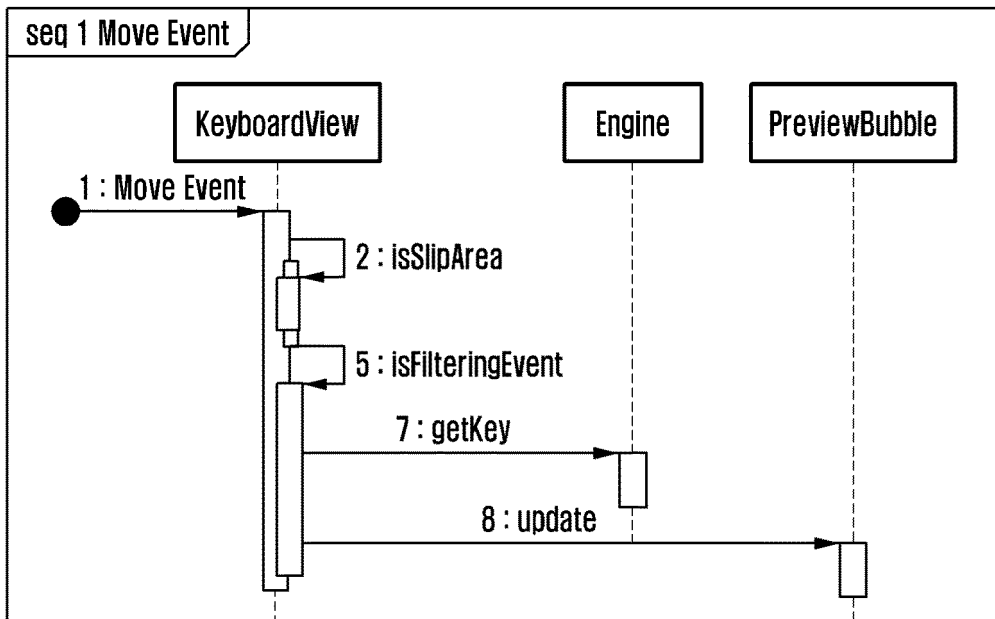 seq 1 Move Event
KeyboardView
Engine
PreviewBubble
1 : Move Event
2 : isSlipArea
5 : isFilteringEvent
7 : getKey
8 : update